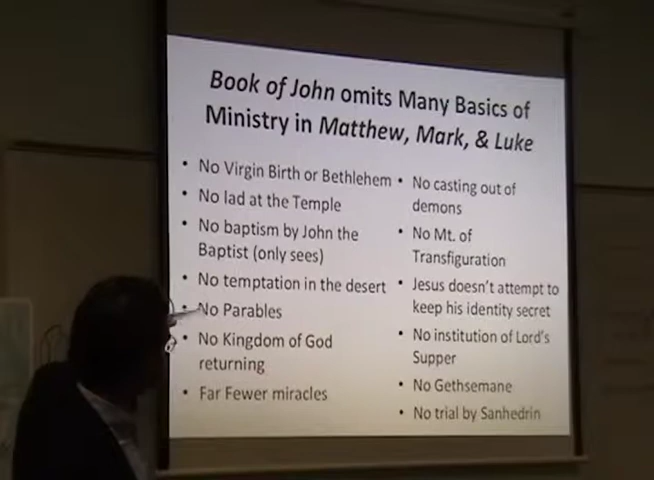 Book of John omits Many Basics of
Ministry in Matthew, Mark, & Luke
• No Virgin Birth or Bethlehem
• No lad at the Temple
• No baptism by John the
Baptist (only sees)
• No temptation in the desert
• No Parables
• No Kingdom of God
returning
• Far Fewer miracles
• No casting out of
demons
• No Mt. of
Transfiguration
• Jesus doesn't attempt to
keep his identity secret
• No institution of Lord's
Supper
• No Gethsemane
• No trial by Sanhedrin